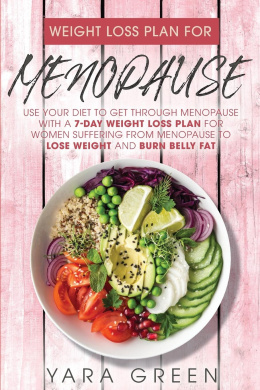 WEIGHT LOSS PLAN FOR
MENOPAUSE
USE YOUR DIET TO GET THROUGH MENOPAUSE
WITH A 7-DAY WEIGHT LOSS PLAN FOR
WOMEN SUFFERING FROM MENOPAUSE TO
LOSE WEIGHT AND BURN BELLY FAT
YARA GREEN